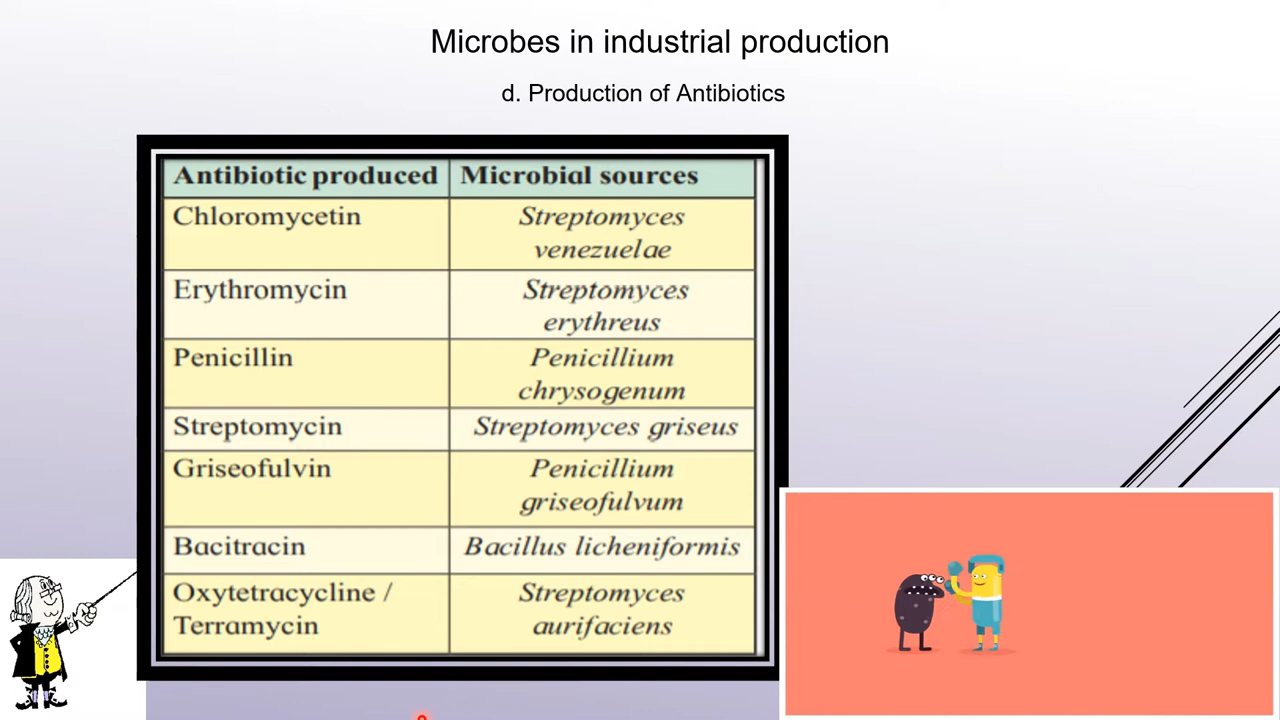 Microbes in industrial production
d. Production of Antibiotics
Antibiotic produced Microbial sources
Chloromycetin Streptomyces
venezuelae
Erythromycin Streptomyces
erythreus
Penicillin Penicillium
chrysogenum
Streptomycin Streptomyces griseus
Griseofulvin Penicillium
griseofulvum
Bacitracin Bacillus licheniformis
Oxytetracycline / Streptomyces
Terramycin aurifaciens